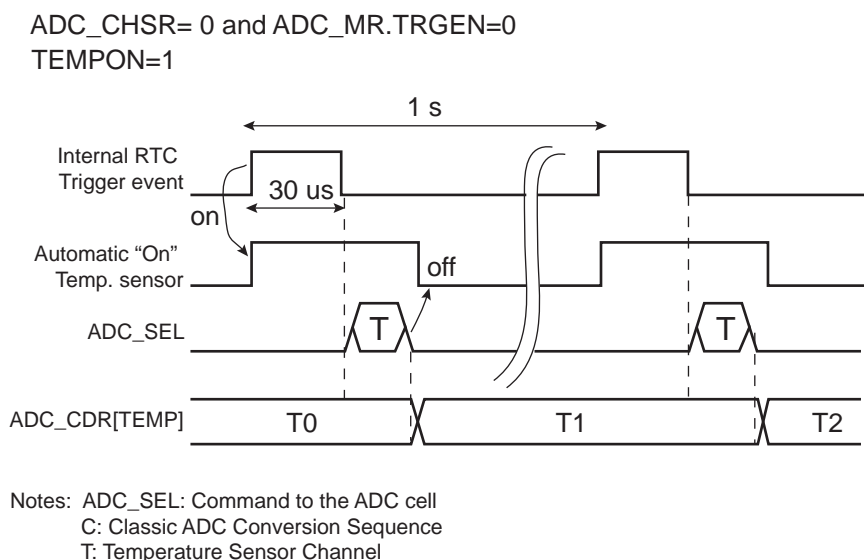 ADC_CHSR= 0 and ADC_MR.TRGEN=0
TEMPON=1
1 s
Internal RTC
Trigger event
30 us
on
Automatic “On”
Temp. sensor
off
ADC_SEL
T
T
ADC_CDR[TEMP]
T0
T1
T2
Notes: ADC_SEL: Command to the ADC cell
C: Classic ADC Conversion Sequence
T: Temperature Sensor Channel